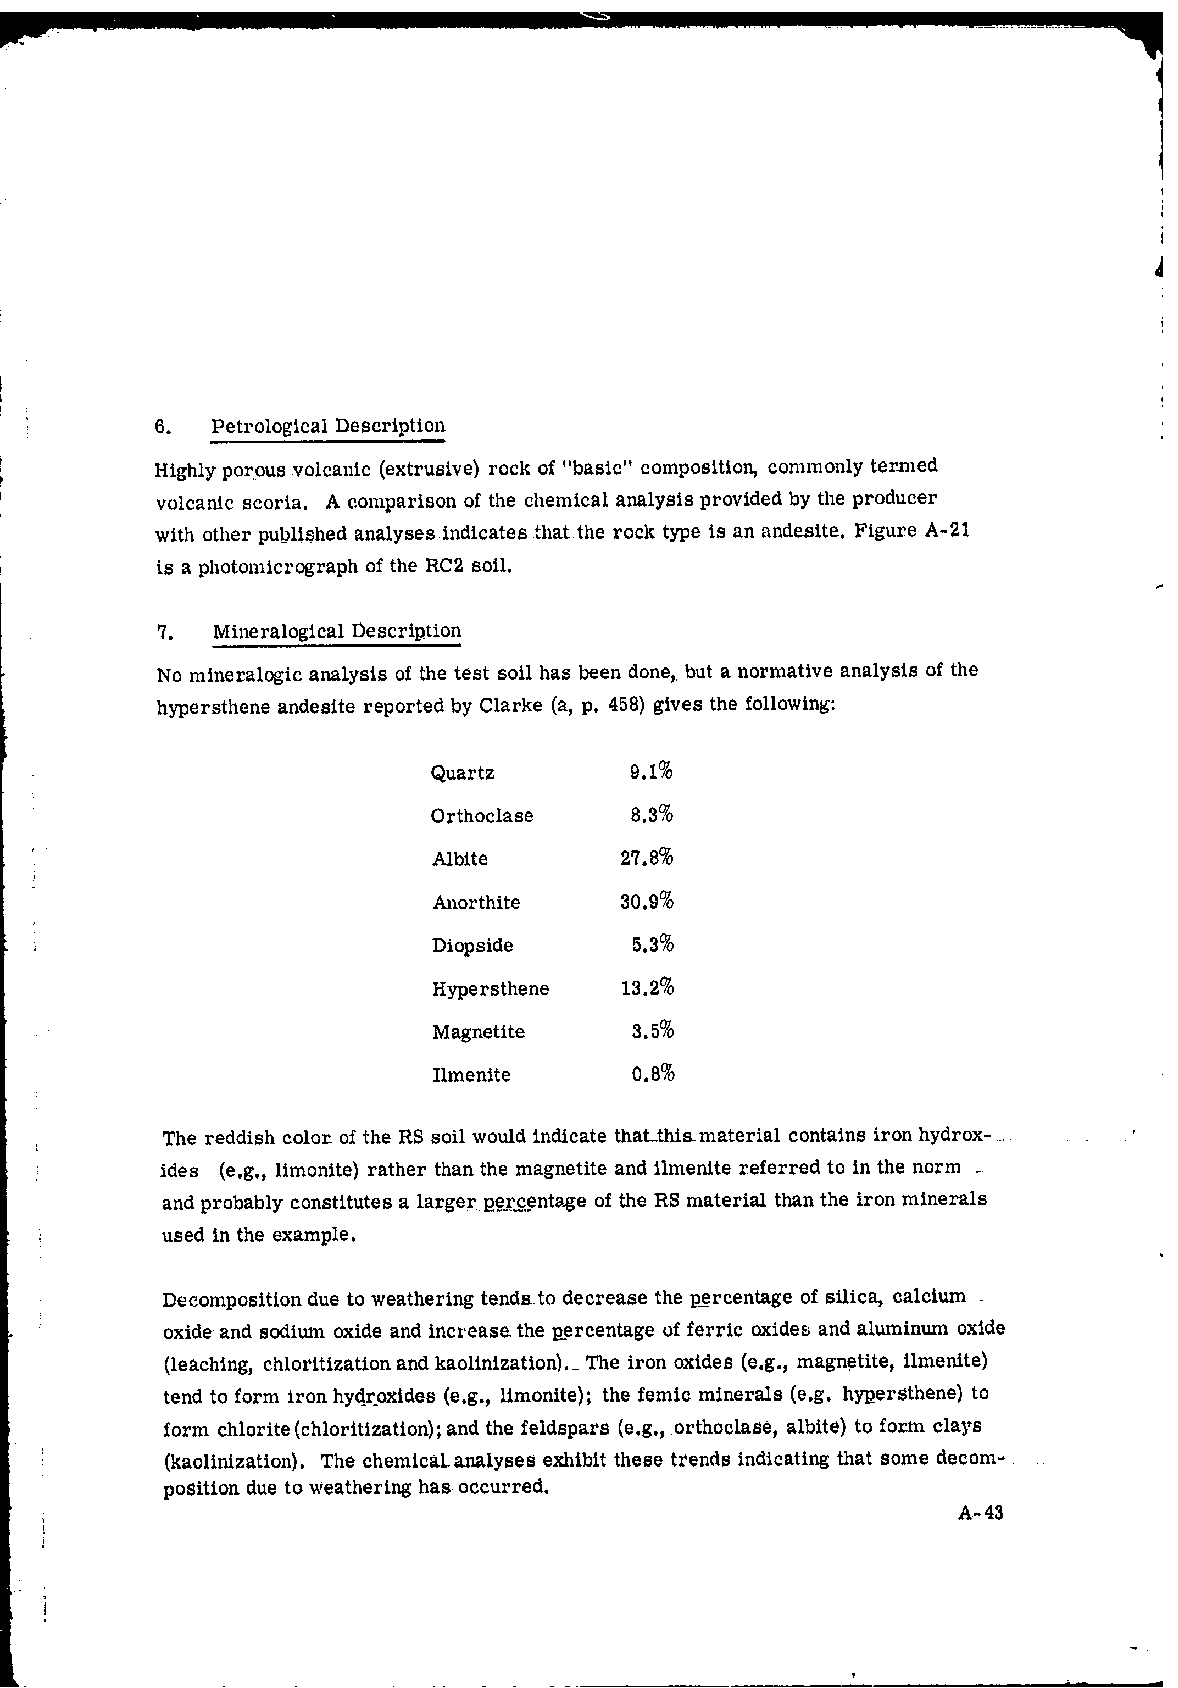 6. Petrological Description
Highly porous volcanic (extrusive) rock of "basic" composition, commonly termed
volcanic scoria. A comparison of the chemical analysis provided by the producer
with other published analyses indicates that the rock type is an andesite. Figure A-21
is a photomicrograph of the RC2 soil.
7. Mineralogical Description
No mineralogic analysis of the test soil has been done, but a normative analysis of the
hypersthene andesite reported by Clarke (a, p. 458) gives the following:
Quartz 9.1%
Orthoclase 8.3%
Albite 27.8%
Anorthite 30.9%
Diopside 5.3%
Hypersthene 13.2%
Magnetite 3.5%
Ilmenite 0.8%
The reddish color of the RS soil would indicate that this material contains iron hydrox-
ides (e.g., limonite) rather than the magnetite and ilmenite referred to in the norm
and probably constitutes a larger percentage of the RS material than the iron minerals
used in the example.
Decomposition due to weathering tends to decrease the percentage of silica, calcium
oxide and sodium oxide and increase the percentage of ferric oxides and aluminum oxide
(leaching, chloritization and kaolinization). The iron oxides (e.g., magnetite, ilmenite)
tend to form iron hydroxides (e.g., limonite); the femic minerals (e.g. hypersthene) to
form chlorite (chloritization); and the feldspars (e.g., orthoclase, albite) to form clays
(kaolinization). The chemical analyses exhibit these trends indicating that some decom-
position due to weathering has occurred.
A-43